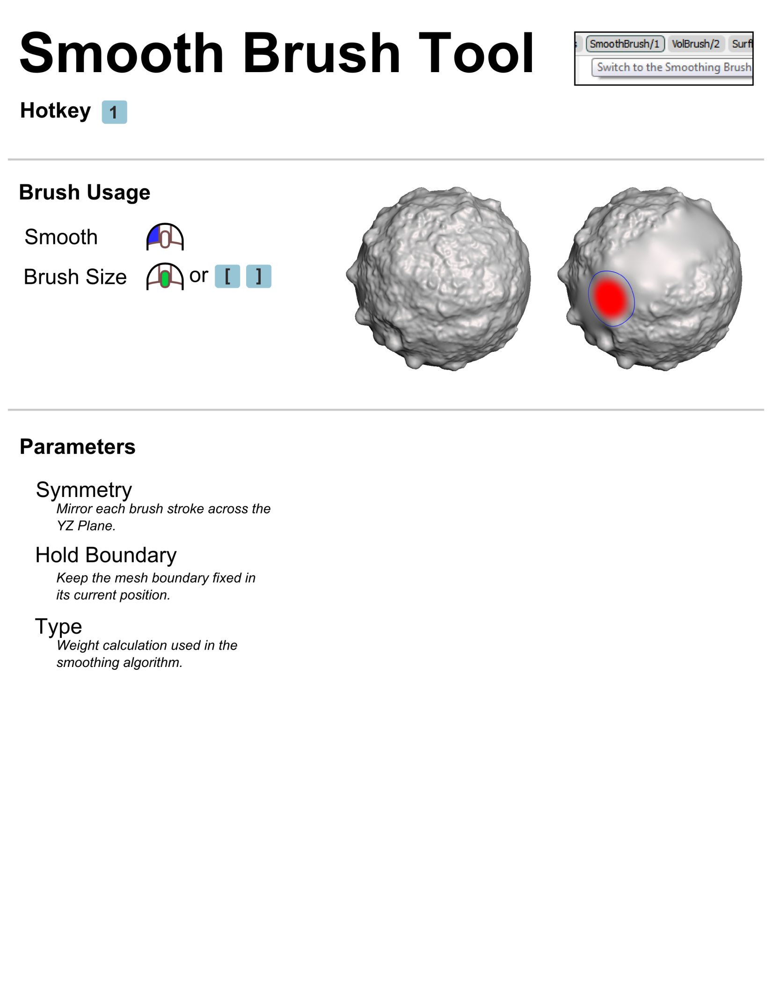 Smooth Brush Tool
SmoothBrush/1 VolBrush/2
Switch to the Smoothing Brush
Hotkey 1
Brush Usage
Smooth
Brush Size or [ ]
Parameters
Symmetry
Mirror each brush stroke across the
YZ Plane.
Hold Boundary
Keep the mesh boundary fixed in
its current position.
Type
Weight calculation used in the
smoothing algorithm.